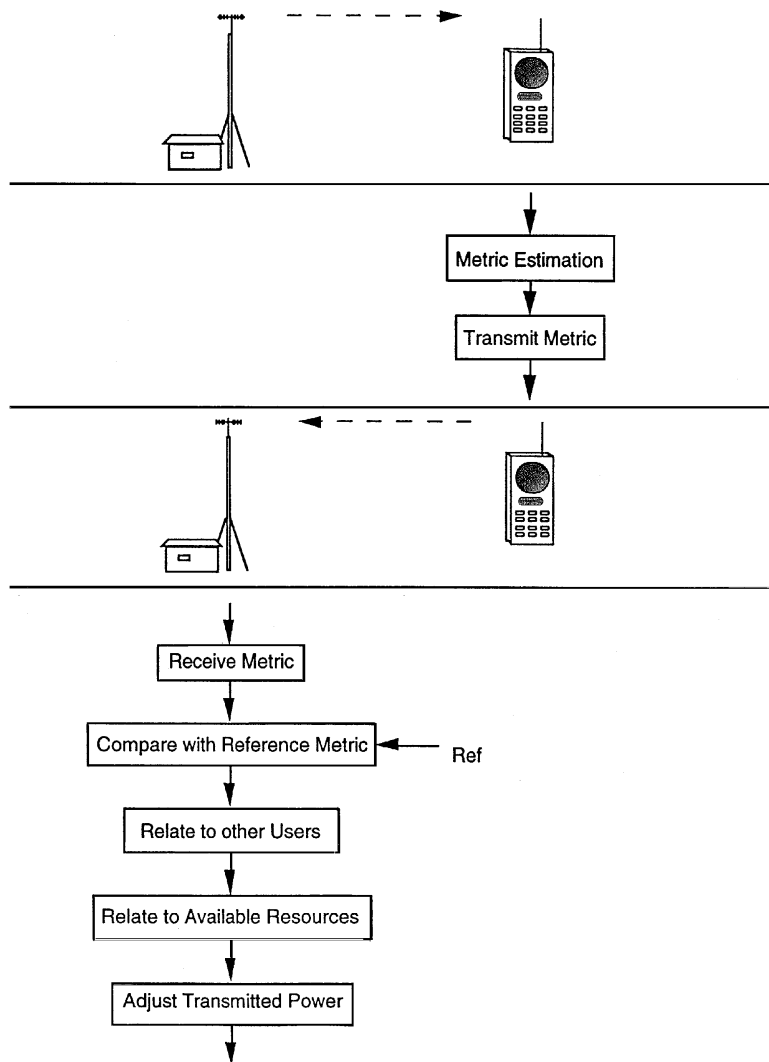 Metric Estimation
Transmit Metric
Receive Metric
Compare with Reference Metric
Ref
Relate to other Users
Relate to Available Resources
Adjust Transmitted Power